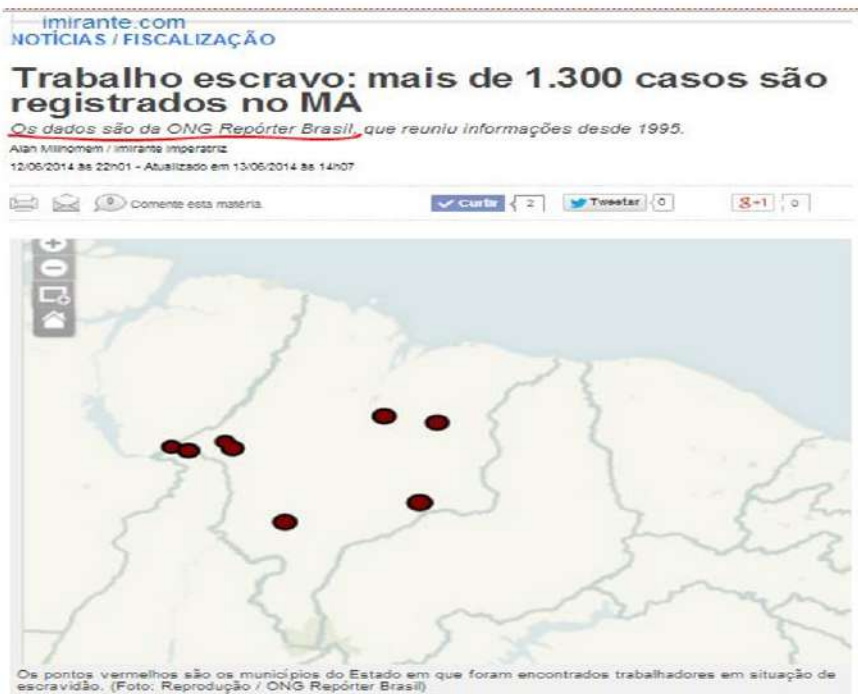 imirante.com
NOTÍCIAS / FISCALIZAÇÃO
Trabalho escravo: mais de 1.300 casos são
registrados no MA
Os dados são da ONG Repórter Brasil, que reuniu informações desde 1995.
Alan Milhomem / Imirante Imperatriz
12/06/2014 às 22h01 - Atualizado em 13/06/2014 às 14h07
0 Comente esta matéria. Curtir 2 Tweetar 0 g+1 0
Os pontos vermelhos são os municípios do Estado em que foram encontrados trabalhadores em situação de
escravidão. (Foto: Reprodução / ONG Repórter Brasil)